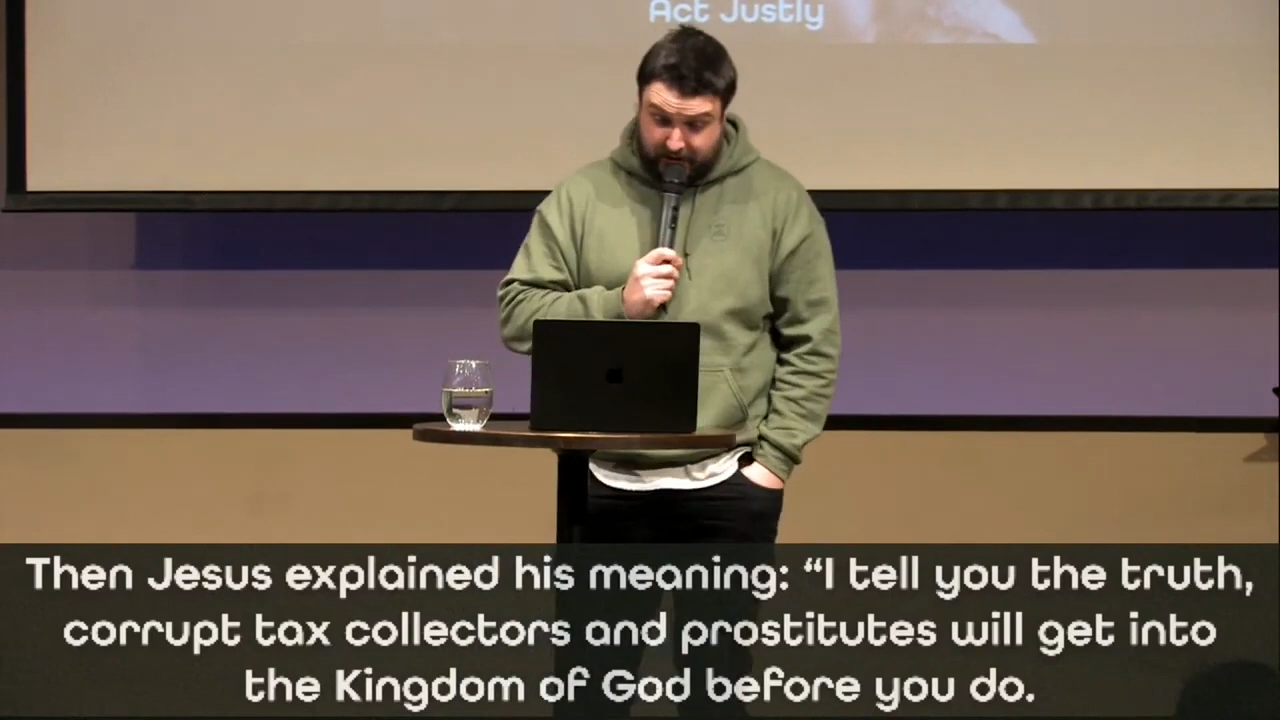 Act Justly
Then Jesus explained his meaning: “I tell you the truth,
corrupt tax collectors and prostitutes will get into
the Kingdom of God before you do.